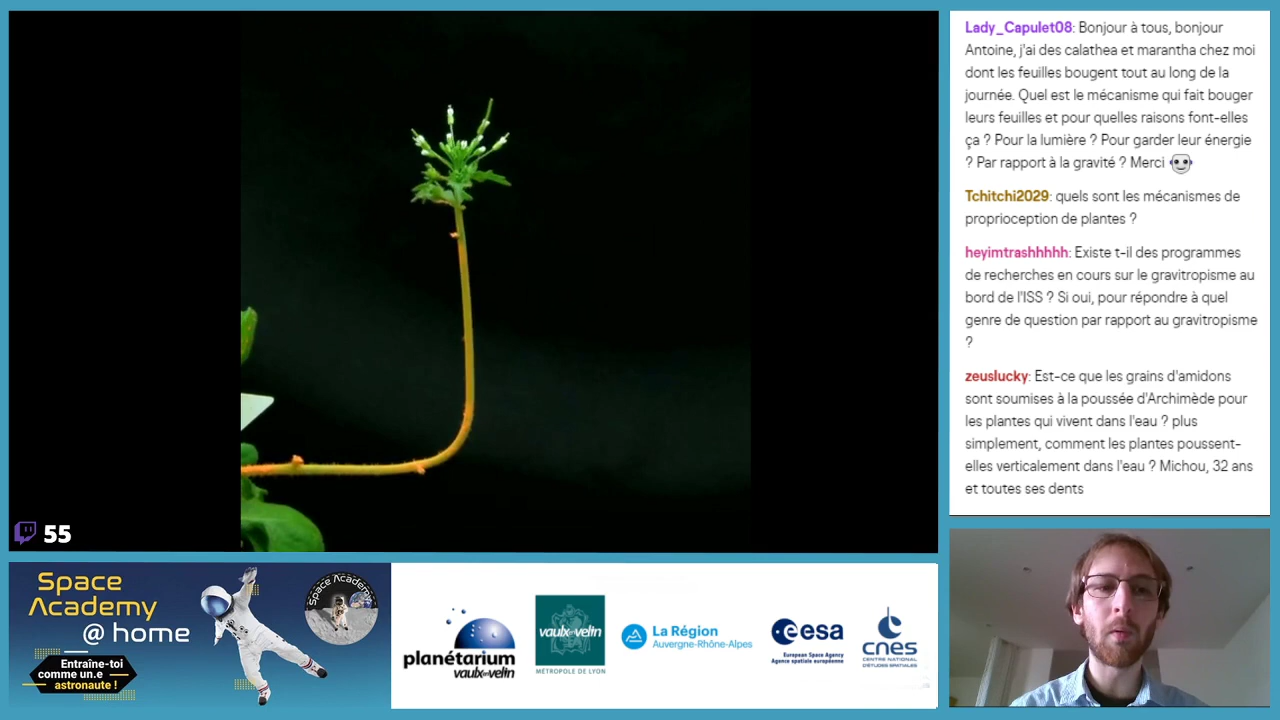 Lady_Capulet08: Bonjour à tous, bonjour
Antoine, j'ai des calathea et marantha chez moi
dont les feuilles bougent tout au long de la
journée. Quel est le mécanisme qui fait bouger
leurs feuilles et pour quelles raisons font-elles
ça ? Pour la lumière ? Pour garder leur énergie
? Par rapport à la gravité ? Merci
Tchitchi2029: quels sont les mécanismes de
proprioception de plantes ?
heyimtrashhhhh: Existe t-il des programmes
de recherches en cours sur le gravitropisme au
bord de l'ISS ? Si oui, pour répondre à quel
genre de question par rapport au gravitropisme
?
zeuslucky: Est-ce que les grains d'amidons
sont soumises à la poussée d'Archimède pour
les plantes qui vivent dans l'eau ? plus
simplement, comment les plantes poussent-
elles verticalement dans l'eau ? Michou, 32 ans
et toutes ses dents
55
Space
Academy
@ home
Entraîne-toi
comme un.e
astronaute !
Space Academy
planétarium
vaulx en velin
vaulx en velin
MÉTROPOLE DE LYON
La Région
Auvergne-Rhône-Alpes
esa
European Space Agency
Agence spatiale européenne
cnes
CENTRE NATIONAL
D'ÉTUDES SPATIALES